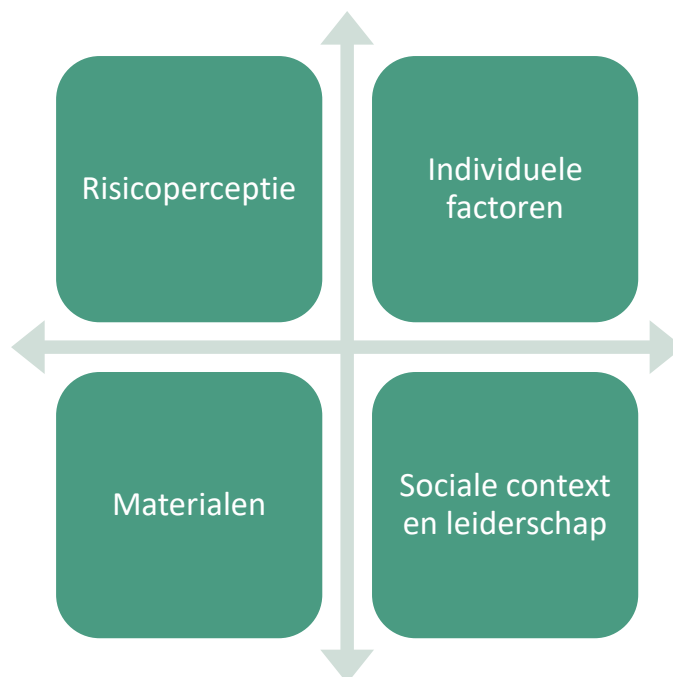 Risicoperceptie
Individuele
factoren
Materialen
Sociale context
en leiderschap